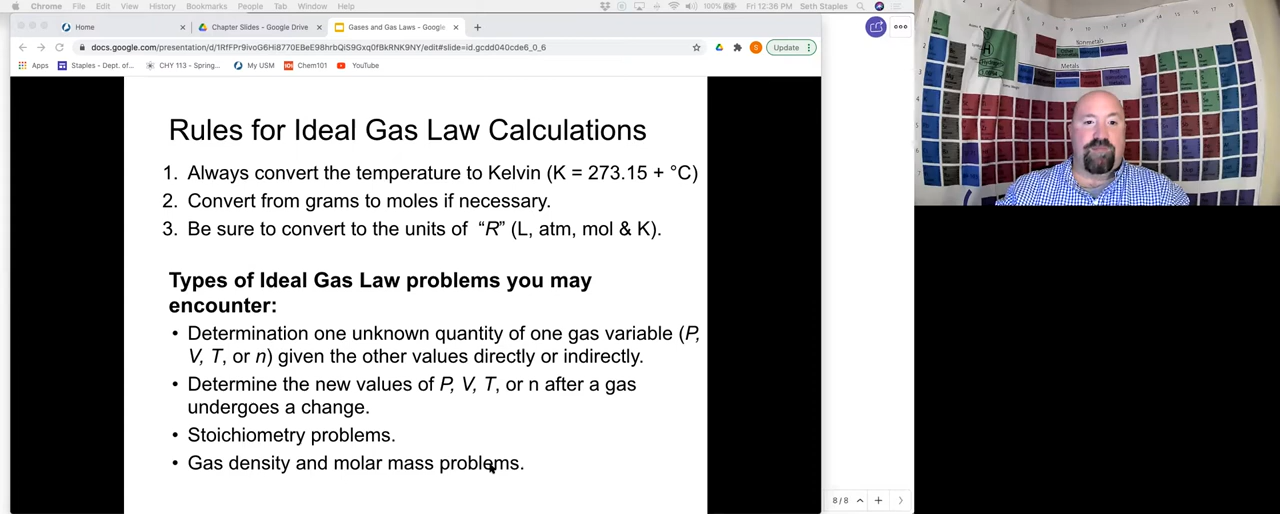 Chrome File Edit View History Bookmarks People Tab Window Help
100% Fri 12:36 PM Seth Staples
Home
Chapter Slides - Google Drive
Gases and Gas Laws - Google
docs.google.com/presentation/d/1RfFPr9ivoG6Hi8770EBeE98hrbQiS9Gxq0fBkRNK9NY/edit#slide=id.gcdd040cde6_0_6
Update
Apps Staples - Dept. of... CHY 113 - Spring... My USM Chem101 YouTube
Rules for Ideal Gas Law Calculations
1. Always convert the temperature to Kelvin (K = 273.15 + °C)
2. Convert from grams to moles if necessary.
3. Be sure to convert to the units of “R” (L, atm, mol & K).
Types of Ideal Gas Law problems you may
encounter:
• Determination one unknown quantity of one gas variable (P,
V, T, or n) given the other values directly or indirectly.
• Determine the new values of P, V, T, or n after a gas
undergoes a change.
• Stoichiometry problems.
• Gas density and molar mass problems.
8/8
Nonmetals
Metals
H
Hydrogen